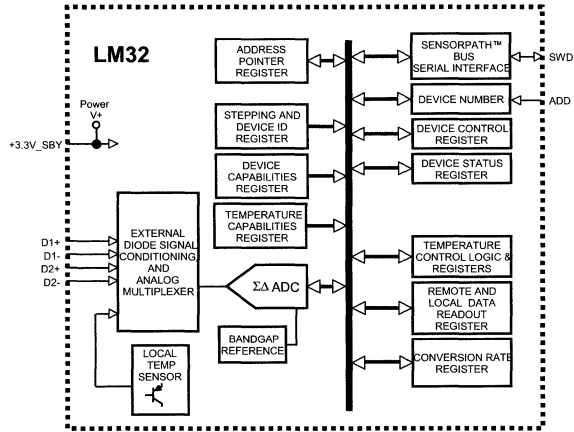 LM32
Power
V+
+3.3V_SBY
D1+
D1-
D2+
D2-
EXTERNAL
DIODE SIGNAL
CONDITIONING,
AND
ANALOG
MULTIPLEXER
LOCAL
TEMP
SENSOR
ADDRESS
POINTER
REGISTER
STEPPING AND
DEVICE ID
REGISTER
DEVICE
CAPABILITIES
REGISTER
TEMPERATURE
CAPABILITIES
REGISTER
ΣΔ ADC
BANDGAP
REFERENCE
SENSORPATH™
BUS
SERIAL INTERFACE
SWD
DEVICE NUMBER
ADD
DEVICE CONTROL
REGISTER
DEVICE STATUS
REGISTER
TEMPERATURE
CONTROL LOGIC &
REGISTERS
REMOTE AND
LOCAL DATA
READOUT
REGISTER
CONVERSION RATE
REGISTER